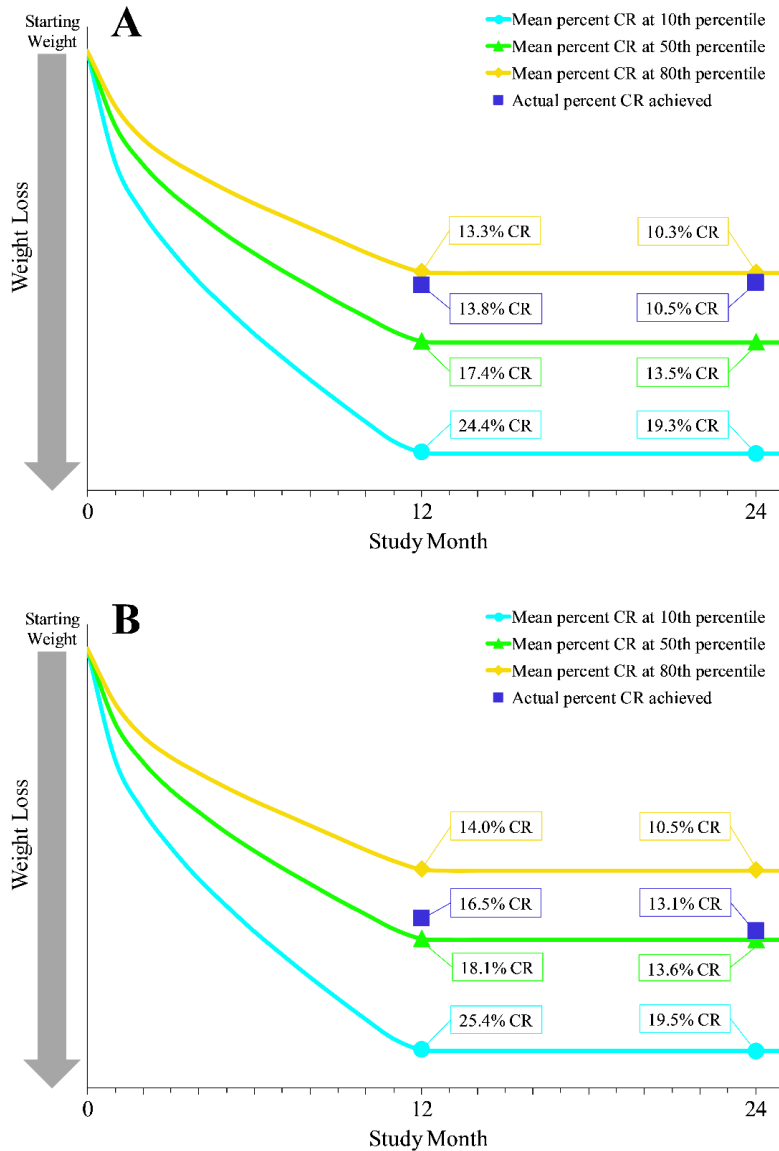 Starting
Weight
A
Mean percent CR at 10th percentile
Mean percent CR at 50th percentile
Mean percent CR at 80th percentile
Actual percent CR achieved
Weight Loss
13.3% CR
10.3% CR
13.8% CR
10.5% CR
17.4% CR
13.5% CR
24.4% CR
19.3% CR
0
12
24
Study Month
Starting
Weight
B
Mean percent CR at 10th percentile
Mean percent CR at 50th percentile
Mean percent CR at 80th percentile
Actual percent CR achieved
Weight Loss
14.0% CR
10.5% CR
16.5% CR
13.1% CR
18.1% CR
13.6% CR
25.4% CR
19.5% CR
0
12
24
Study Month